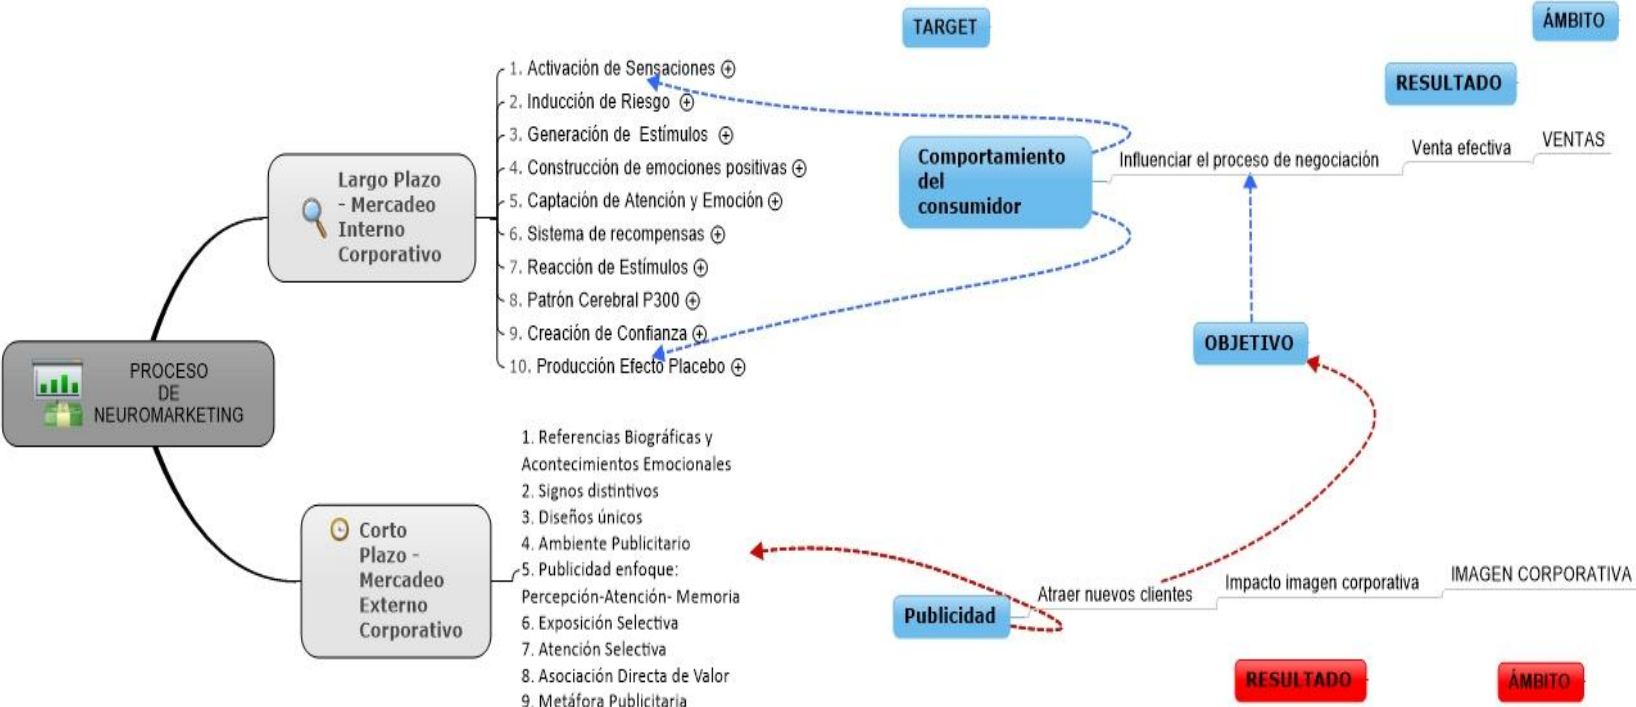 PROCESO
DE
NEUROMARKETING
Largo Plazo
- Mercadeo
Interno
Corporativo
1. Activación de Sensaciones
2. Inducción de Riesgo
3. Generación de Estímulos
4. Construcción de emociones positivas
5. Captación de Atención y Emoción
6. Sistema de recompensas
7. Reacción de Estímulos
8. Patrón Cerebral P300
9. Creación de Confianza
10. Producción Efecto Placebo
TARGET
Comportamiento
del
consumidor
Influenciar el proceso de negociación
RESULTADO
Venta efectiva
ÁMBITO
VENTAS
OBJETIVO
Corto
Plazo -
Mercadeo
Externo
Corporativo
1. Referencias Biográficas y
Acontecimientos Emocionales
2. Signos distintivos
3. Diseños únicos
4. Ambiente Publicitario
5. Publicidad enfoque:
Percepción-Atención- Memoria
6. Exposición Selectiva
7. Atención Selectiva
8. Asociación Directa de Valor
9. Metáfora Publicitaria
Publicidad
Atraer nuevos clientes
Impacto imagen corporativa
IMAGEN CORPORATIVA
RESULTADO
ÁMBITO